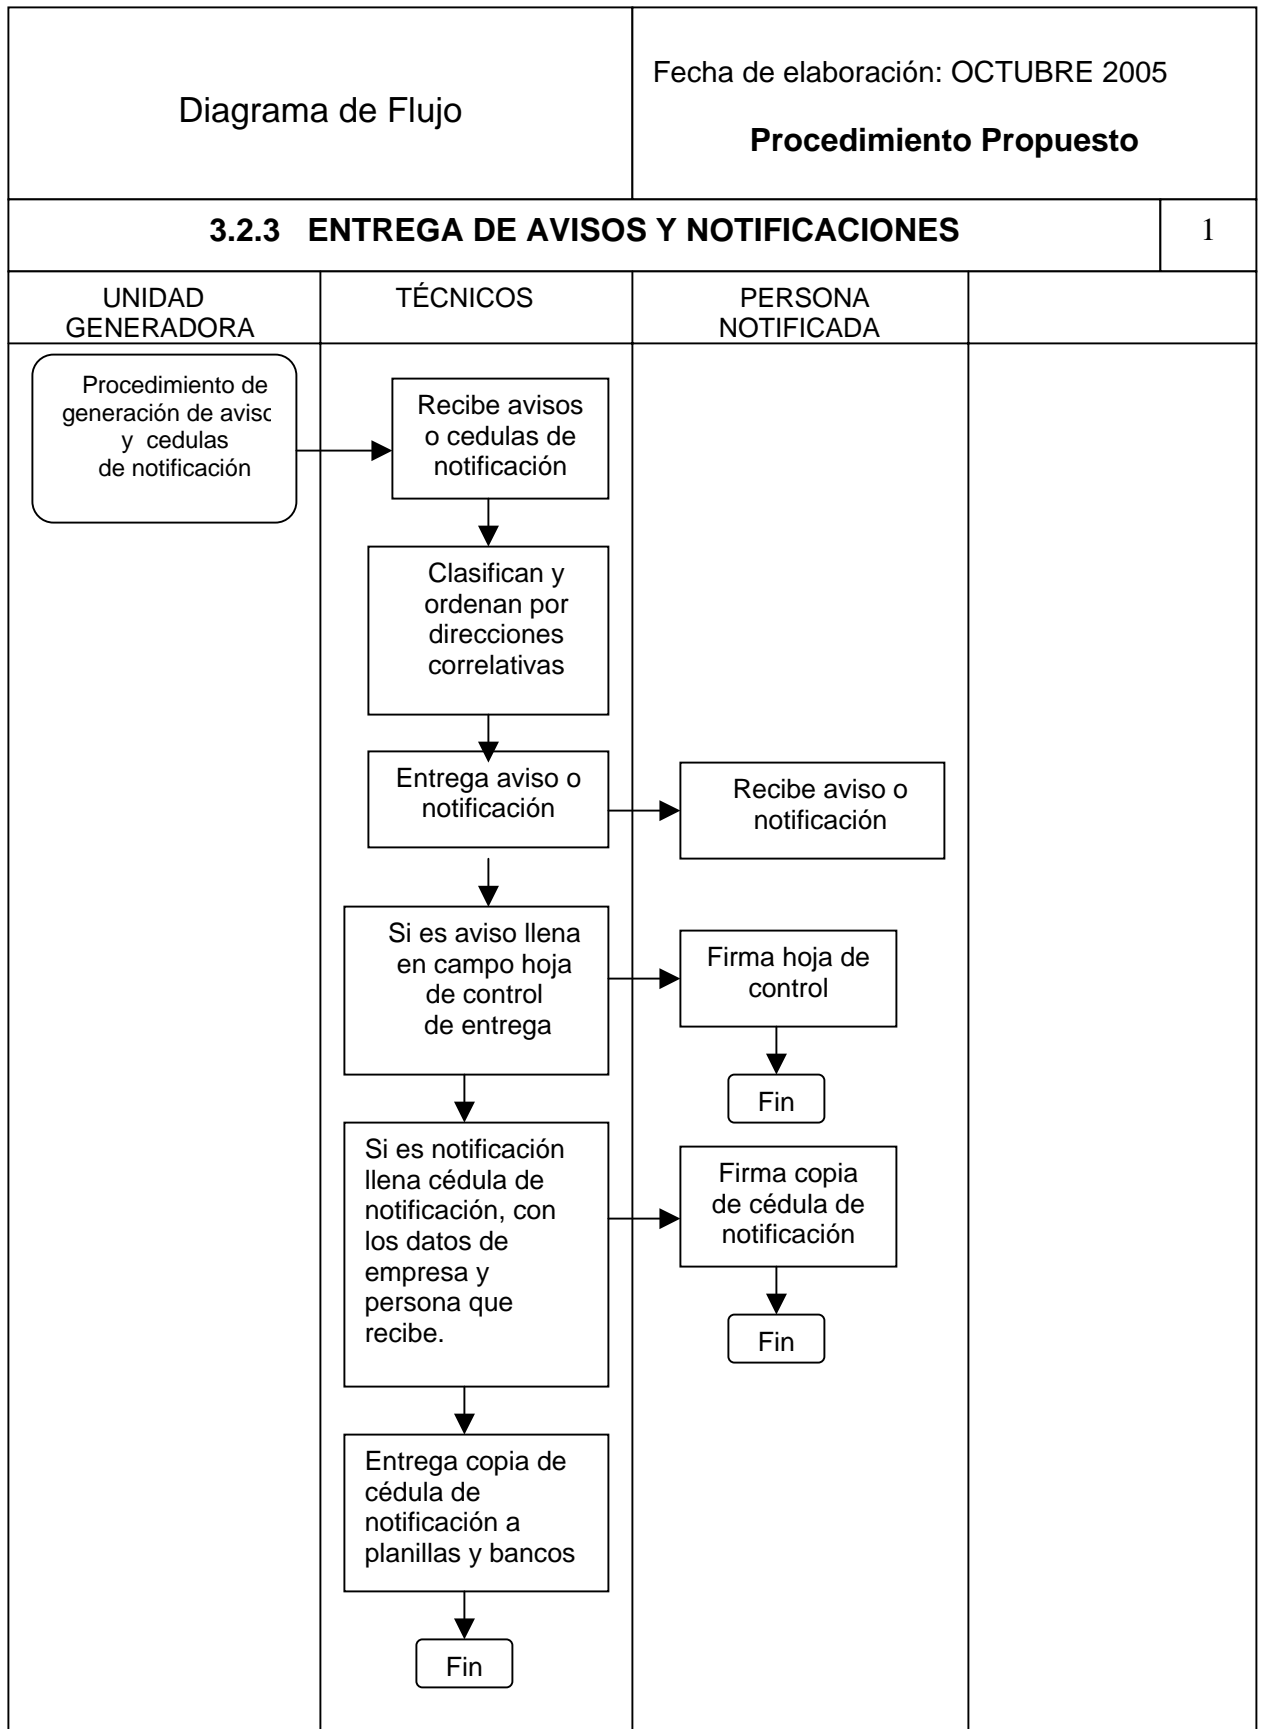 Diagrama de Flujo
Fecha de elaboración: OCTUBRE 2005
Procedimiento Propuesto
3.2.3 ENTREGA DE AVISOS Y NOTIFICACIONES
1
UNIDAD
GENERADORA
TÉCNICOS
PERSONA
NOTIFICADA
Procedimiento de
generación de avisc
y cedulas
de notificación
Recibe avisos
o cedulas de
notificación
Clasifican y
ordenan por
direcciones
correlativas
Entrega aviso o
notificación
Recibe aviso o
notificación
Si es aviso llena
en campo hoja
de control
de entrega
Firma hoja de
control
Fin
Si es notificación
llena cédula de
notificación, con
los datos de
empresa y
persona que
recibe.
Firma copia
de cédula de
notificación
Fin
Entrega copia de
cédula de
notificación a
planillas y bancos
Fin